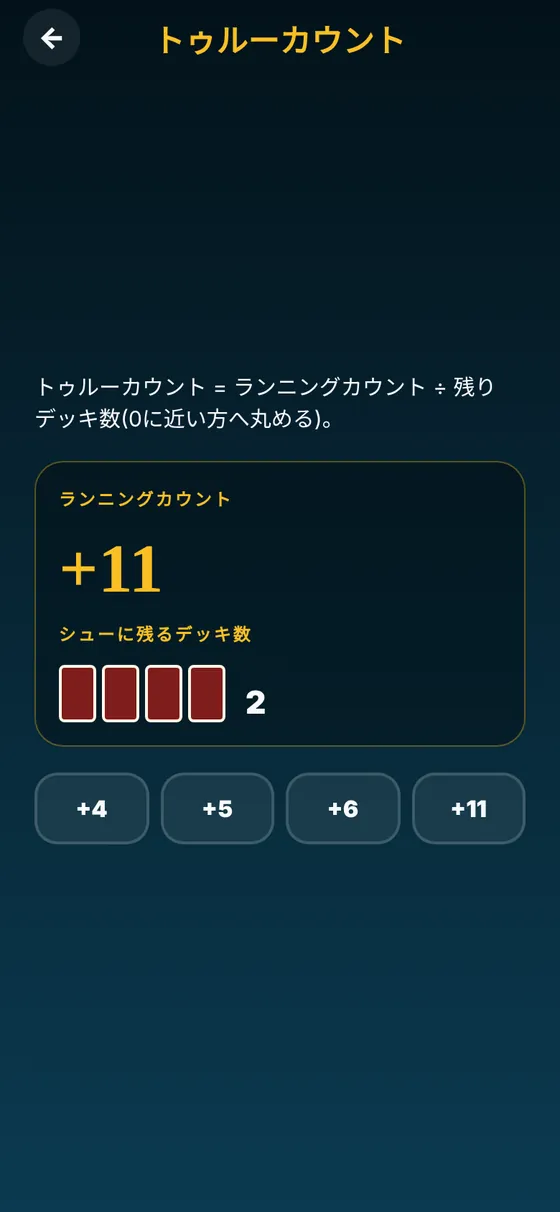 トゥルーカウント
トゥルーカウント = ランニングカウント ÷ 残り
デッキ数(0に近い方へ丸める)。
ランニングカウント
+11
シューに残るデッキ数
2
+4 +5 +6 +11